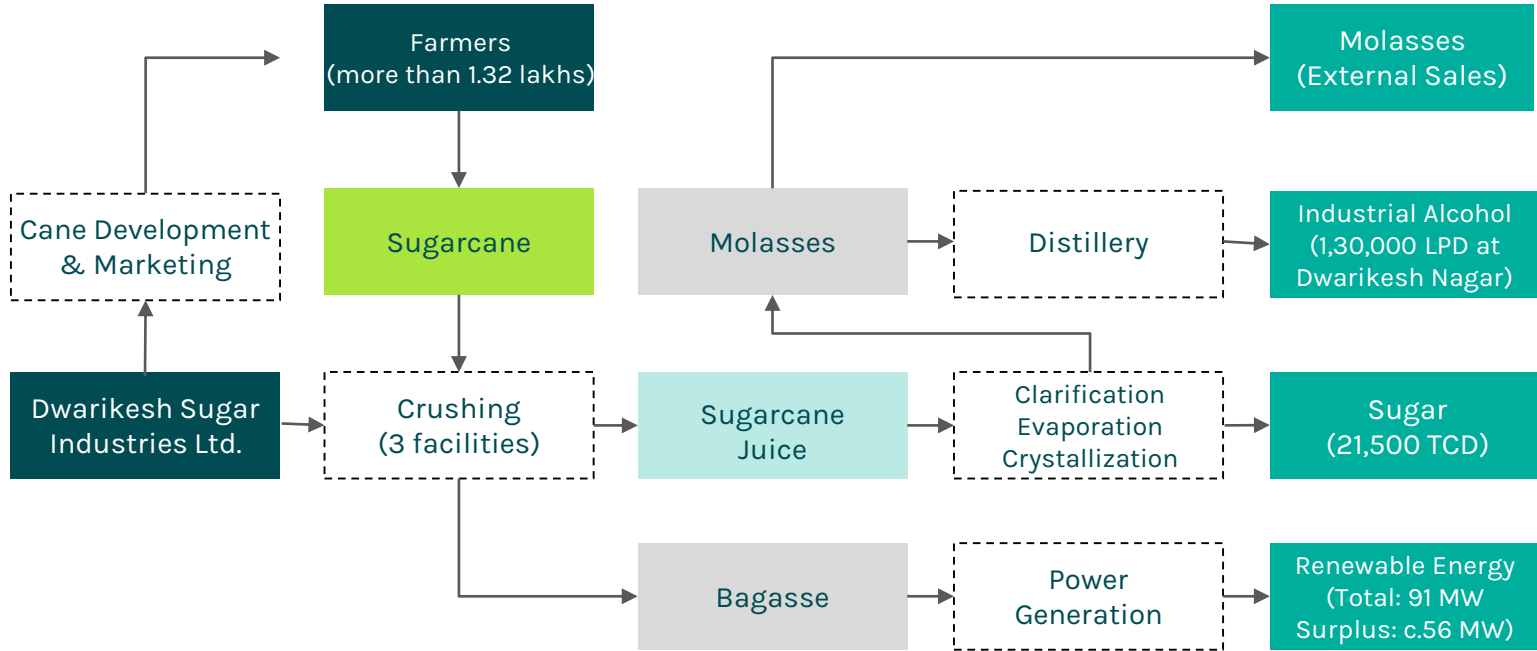 Farmers
(more than 1.32 lakhs)
Molasses
(External Sales)
Cane Development
& Marketing
Sugarcane
Molasses
Distillery
Industrial Alcohol
(1,30,000 LPD at
Dwarikesh Nagar)
Dwarikesh Sugar
Industries Ltd.
Crushing
(3 facilities)
Sugarcane
Juice
Clarification
Evaporation
Crystallization
Sugar
(21,500 TCD)
Bagasse
Power
Generation
Renewable Energy
(Total: 91 MW
Surplus: c.56 MW)